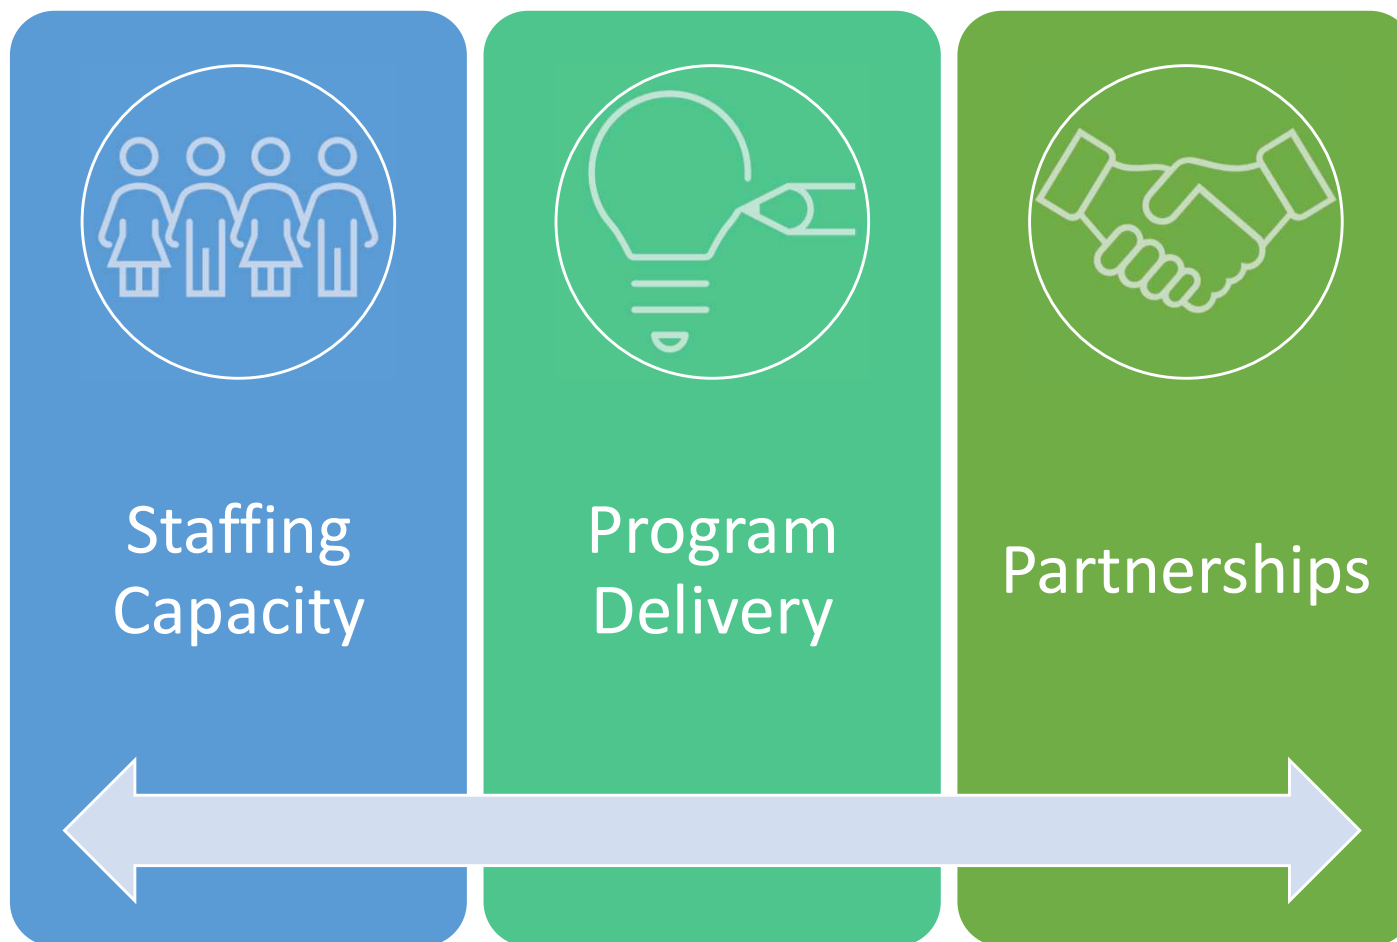 Staffing
Capacity
Program
Delivery
Partnerships